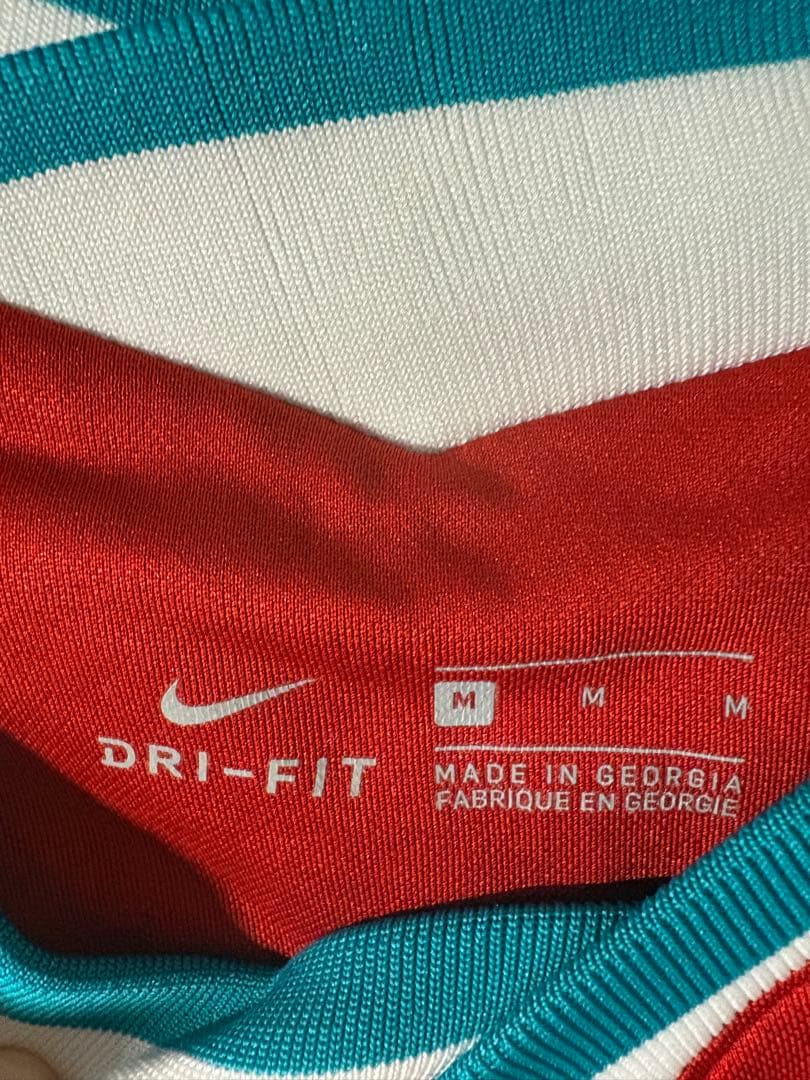 DRI-FIT
M M M
MADE IN GEORGIA
FABRIQUE EN GEORGIE